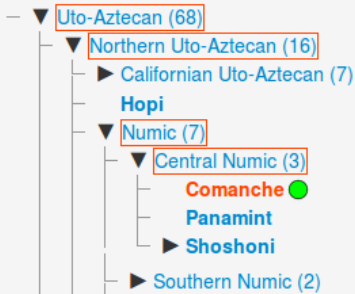 Uto-Aztecan (68)
Northern Uto-Aztecan (16)
Californian Uto-Aztecan (7)
Hopi
Numic (7)
Central Numic (3)
Comanche
Panamint
Shoshoni
Southern Numic (2)